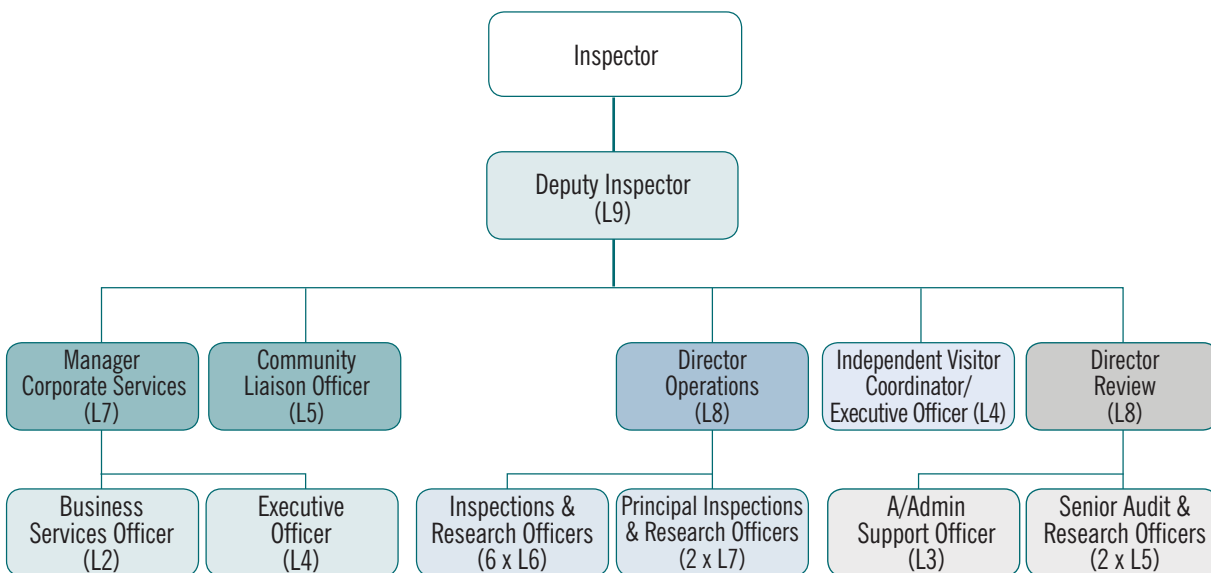 Inspector
Deputy Inspector
(L9)
Manager
Corporate Services
(L7)
Community
Liaison Officer
(L5)
Director
Operations
(L8)
Independent Visitor
Coordinator/
Executive Officer (L4)
Director
Review
(L8)
Business
Services Officer
(L2)
Executive
Officer
(L4)
Inspections &
Research Officers
(6 x L6)
Principal Inspections
& Research Officers
(2 x L7)
A/Admin
Support Officer
(L3)
Senior Audit &
Research Officers
(2 x L5)